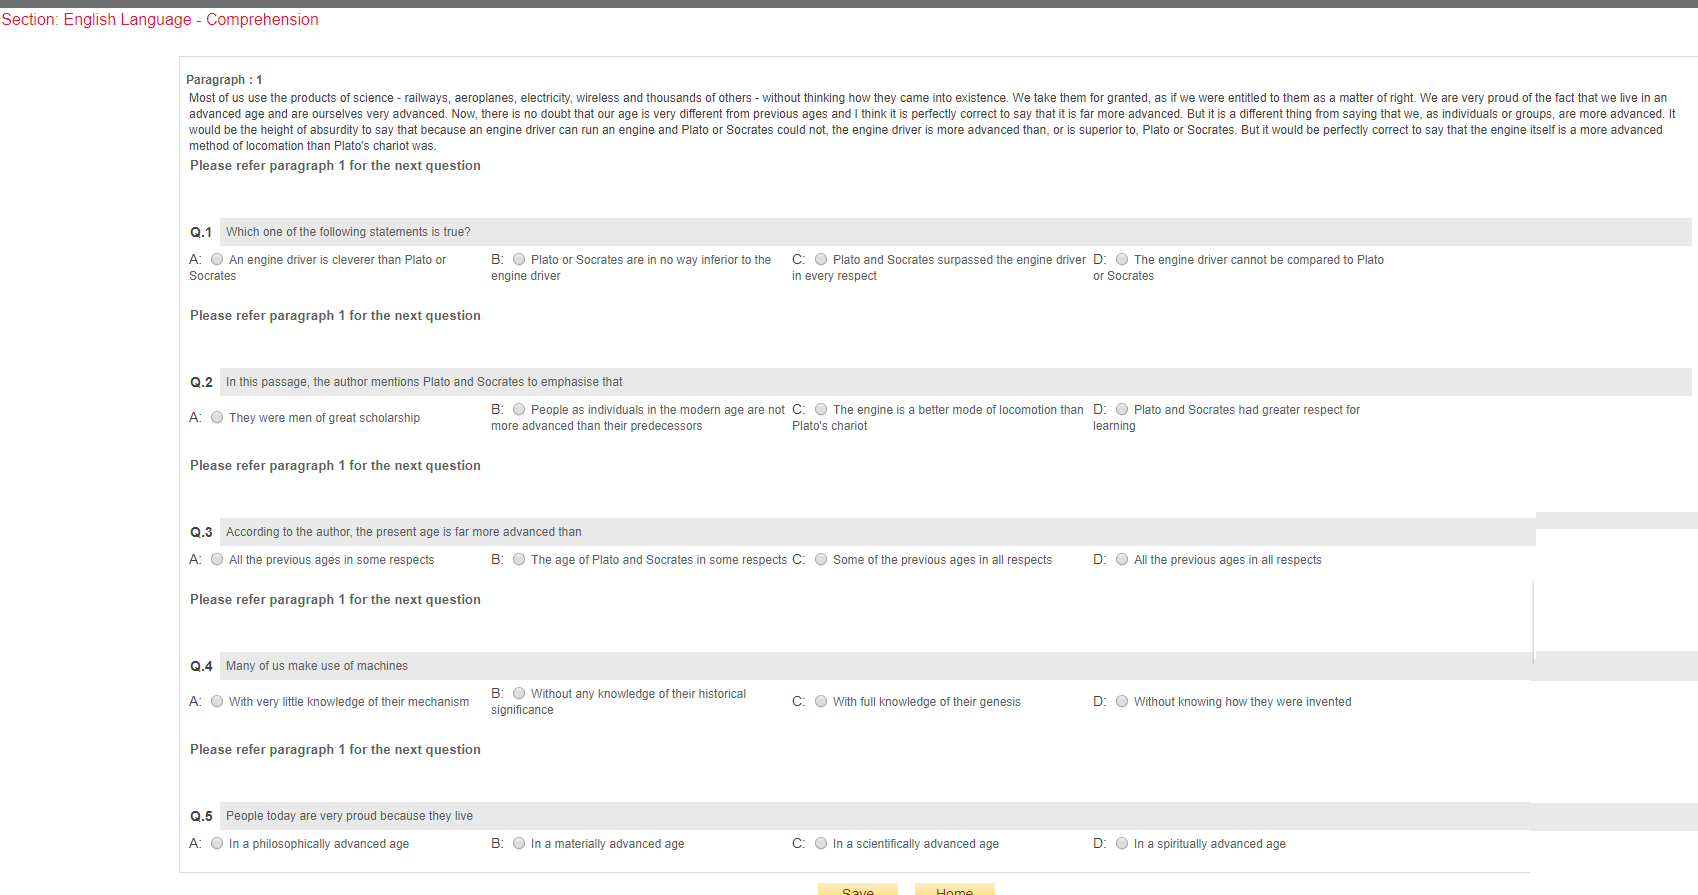 Section: English Language - Comprehension
Paragraph : 1
Most of us use the products of science - railways, aeroplanes, electricity, wireless and thousands of others - without thinking how they came into existence. We take them for granted, as if we were entitled to them as a matter of right. We are very proud of the fact that we live in an
advanced age and are ourselves very advanced. Now, there is no doubt that our age is very different from previous ages and I think it is perfectly correct to say that it is far more advanced. But it is a different thing from saying that we, as individuals or groups, are more advanced. It
would be the height of absurdity to say that because an engine driver can run an engine and Plato or Socrates could not, the engine driver is more advanced than, or is superior to, Plato or Socrates. But it would be perfectly correct to say that the engine itself is a more advanced
method of locomation than Plato's chariot was.
Please refer paragraph 1 for the next question
Q.1 Which one of the following statements is true?
A: An engine driver is cleverer than Plato or
Socrates
B: Plato or Socrates are in no way inferior to the
engine driver
C: Plato and Socrates surpassed the engine driver
in every respect
D: The engine driver cannot be compared to Plato
or Socrates
Please refer paragraph 1 for the next question
Q.2 In this passage, the author mentions Plato and Socrates to emphasise that
A: They were men of great scholarship
B: People as individuals in the modern age are not
more advanced than their predecessors
C: The engine is a better mode of locomotion than
Plato's chariot
D: Plato and Socrates had greater respect for
learning
Please refer paragraph 1 for the next question
Q.3 According to the author, the present age is far more advanced than
A: All the previous ages in some respects
B: The age of Plato and Socrates in some respects
C: Some of the previous ages in all respects
D: All the previous ages in all respects
Please refer paragraph 1 for the next question
Q.4 Many of us make use of machines
A: With very little knowledge of their mechanism
B: Without any knowledge of their historical
significance
C: With full knowledge of their genesis
D: Without knowing how they were invented
Please refer paragraph 1 for the next question
Q.5 People today are very proud because they live
A: In a philosophically advanced age
B: In a materially advanced age
C: In a scientifically advanced age
D: In a spiritually advanced age
Save
Home